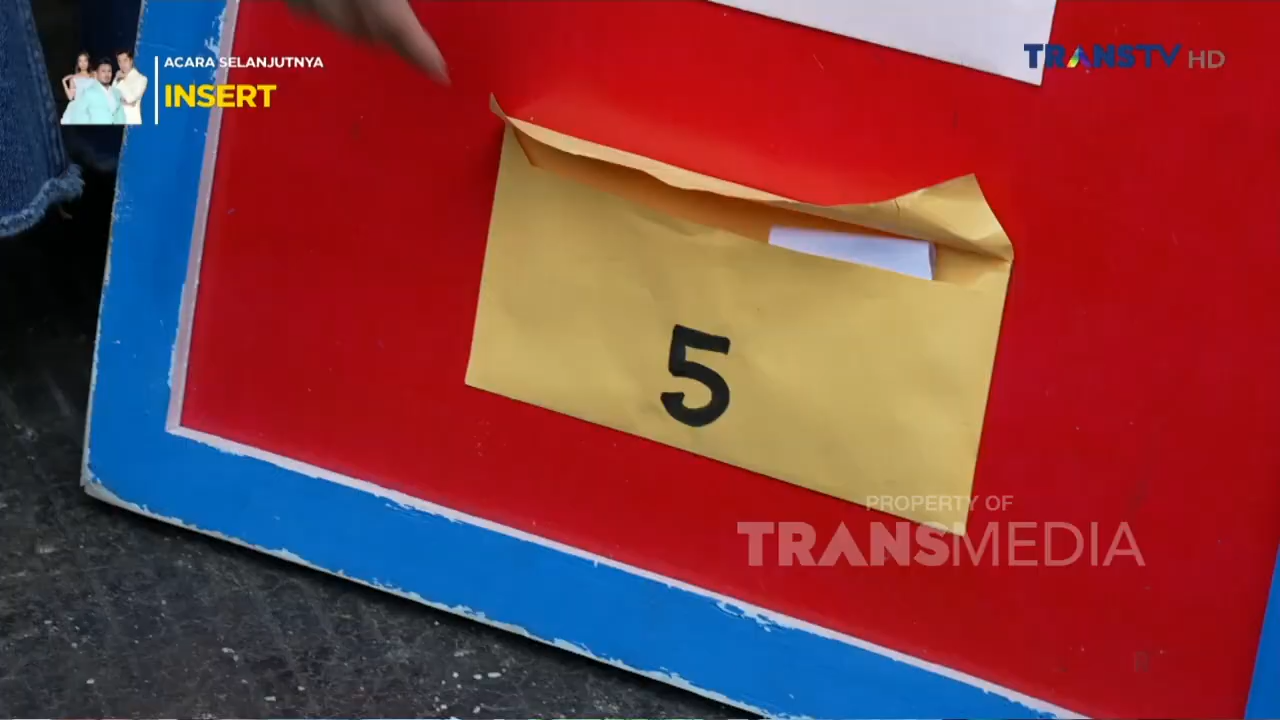 ACARA SELANJUTNYA
INSERT
TRANSTV HD
5
PROPERTY OF
TRANSMEDIA